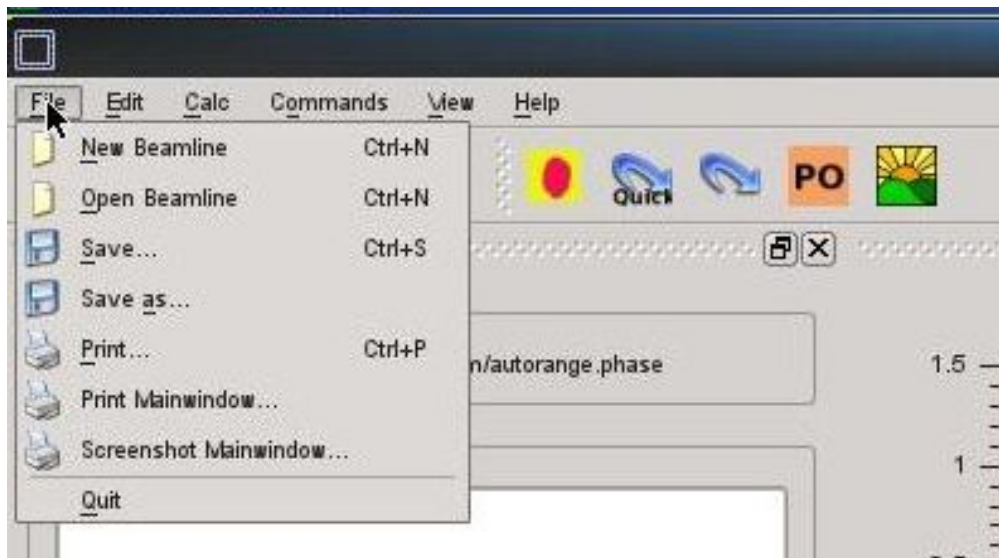 File Edit Calc Commands View Help
New Beamline Ctrl+N
Open Beamline Ctrl+N
Save... Ctrl+S
Save as...
Print... Ctrl+P
Print Mainwindow...
Screenshot Mainwindow...
Quit
Quick
PO
n/autorange.phase
1.5
1